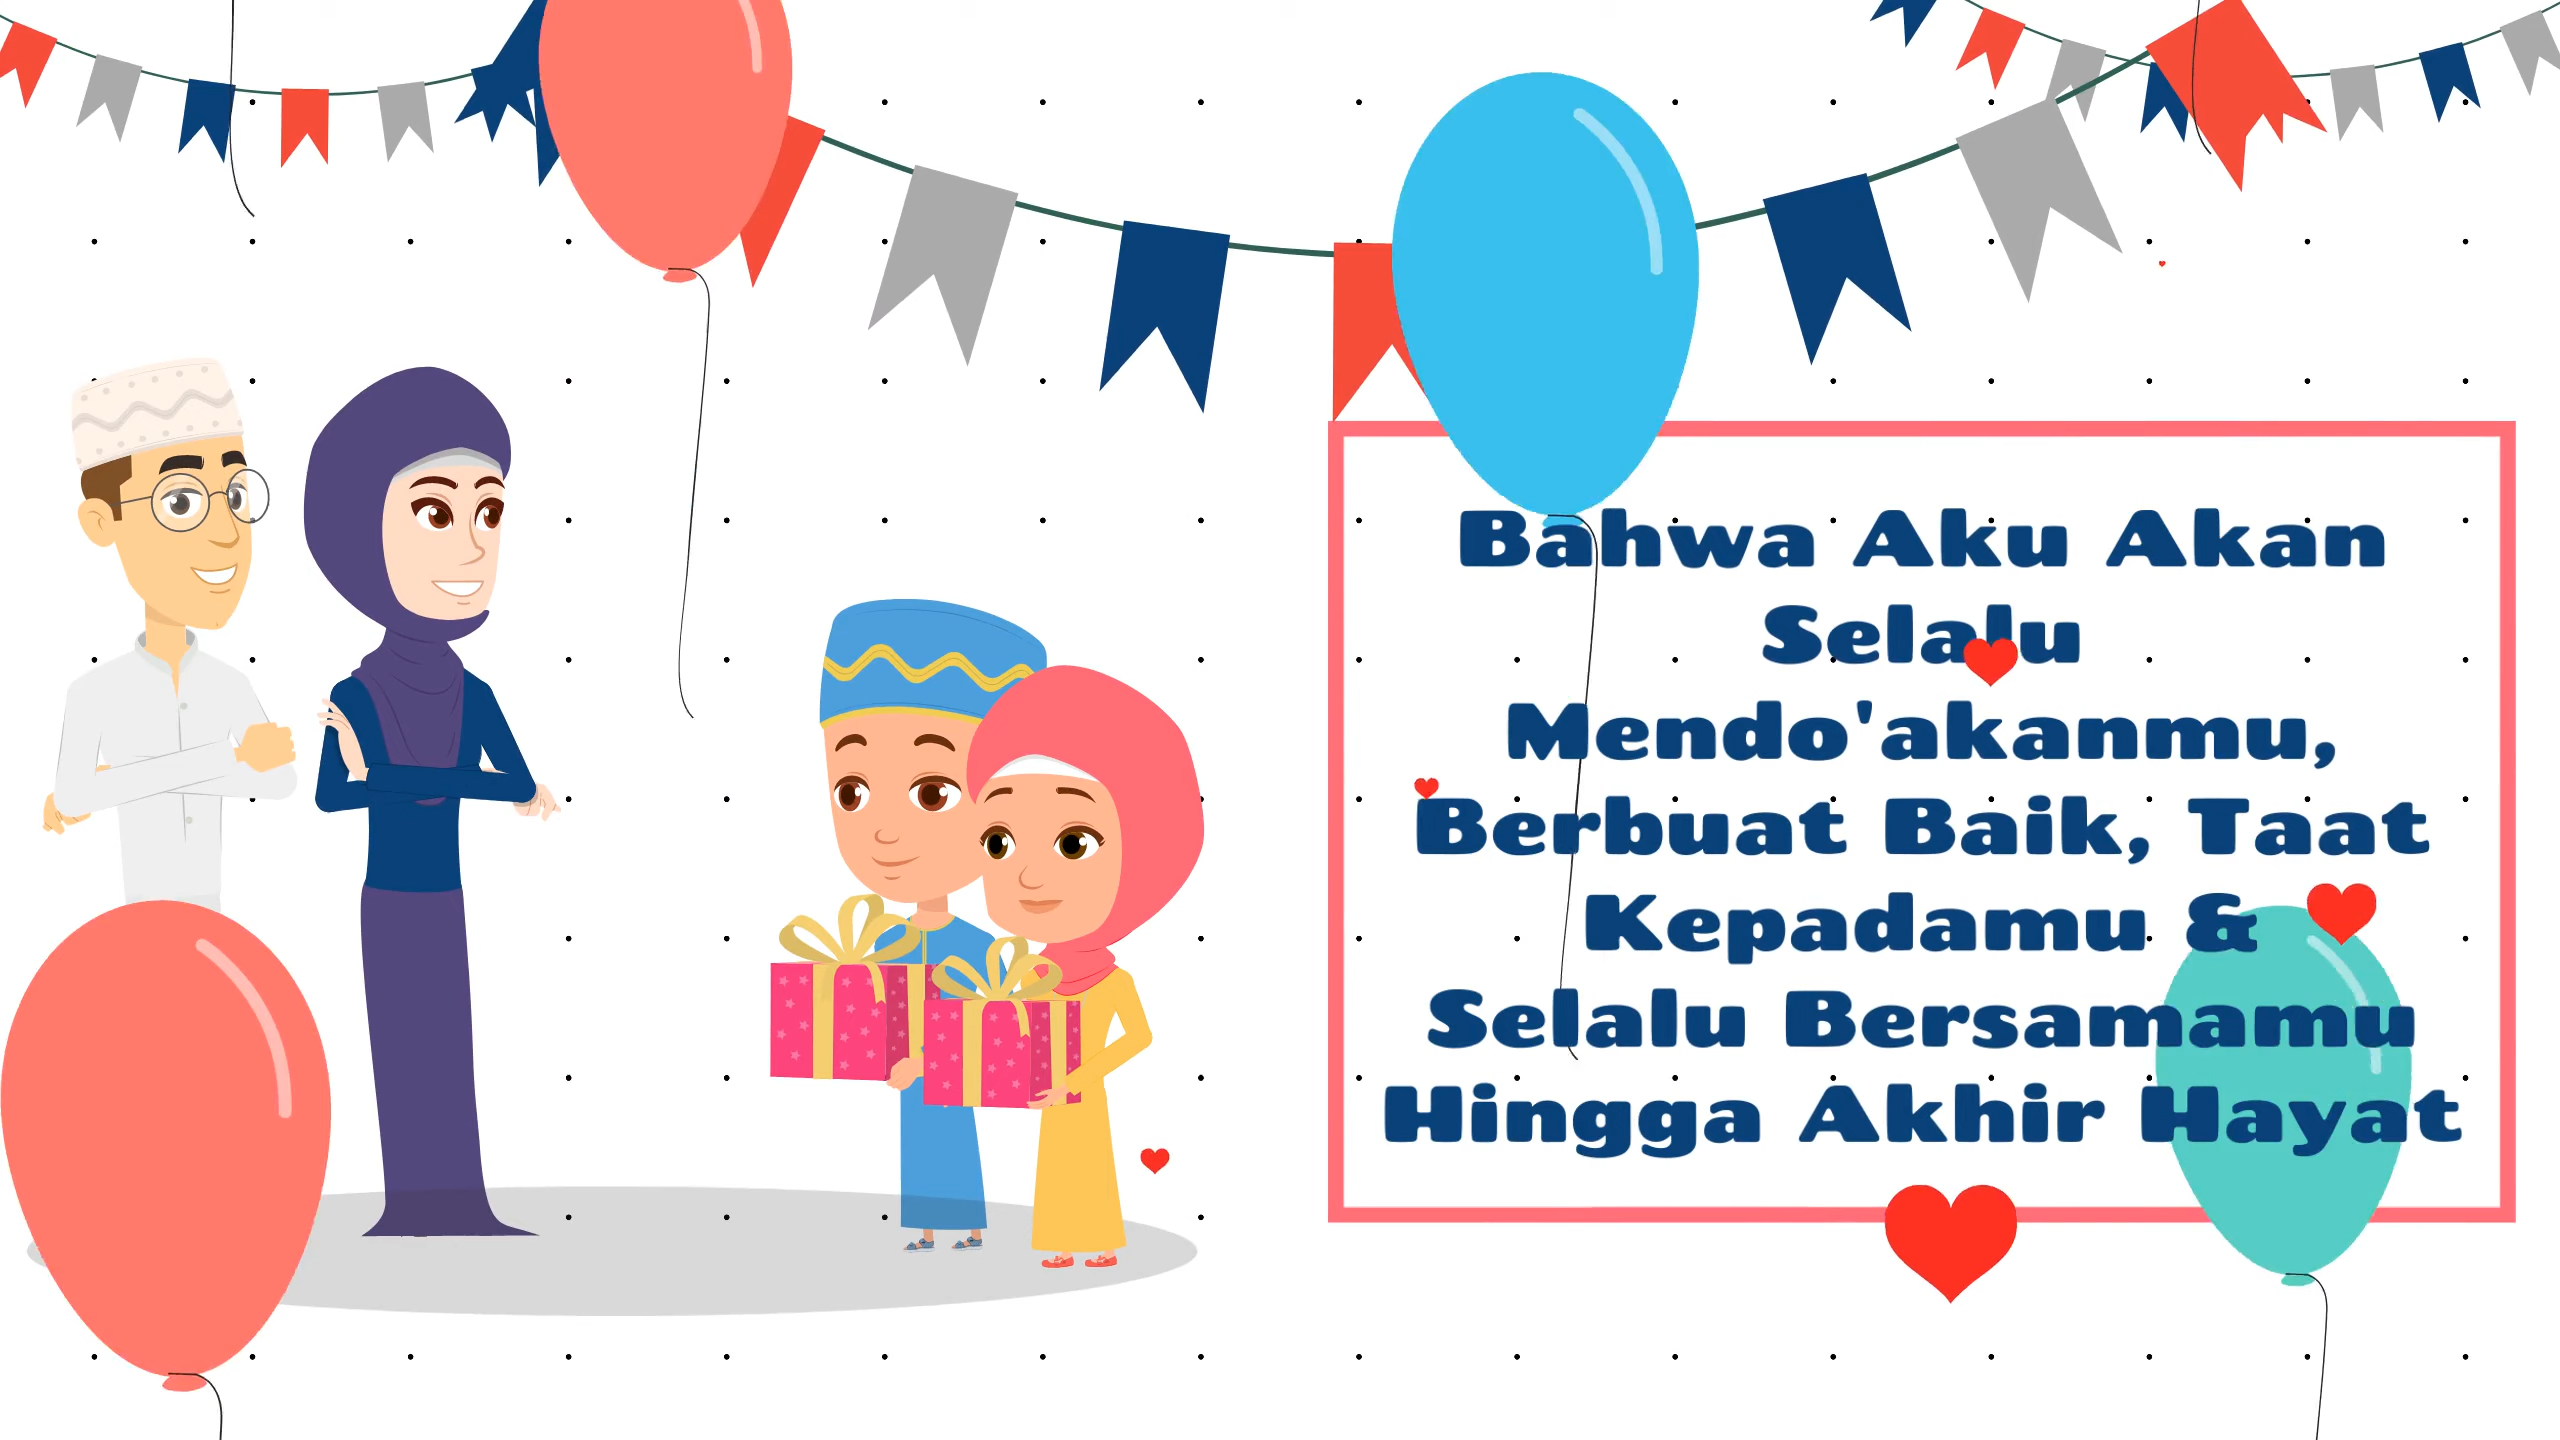 Bahwa Aku Akan
Selalu
Mendo'akanmu,
Berbuat Baik, Taat
Kepadamu &
Selalu Bersamamu
Hingga Akhir Hayat